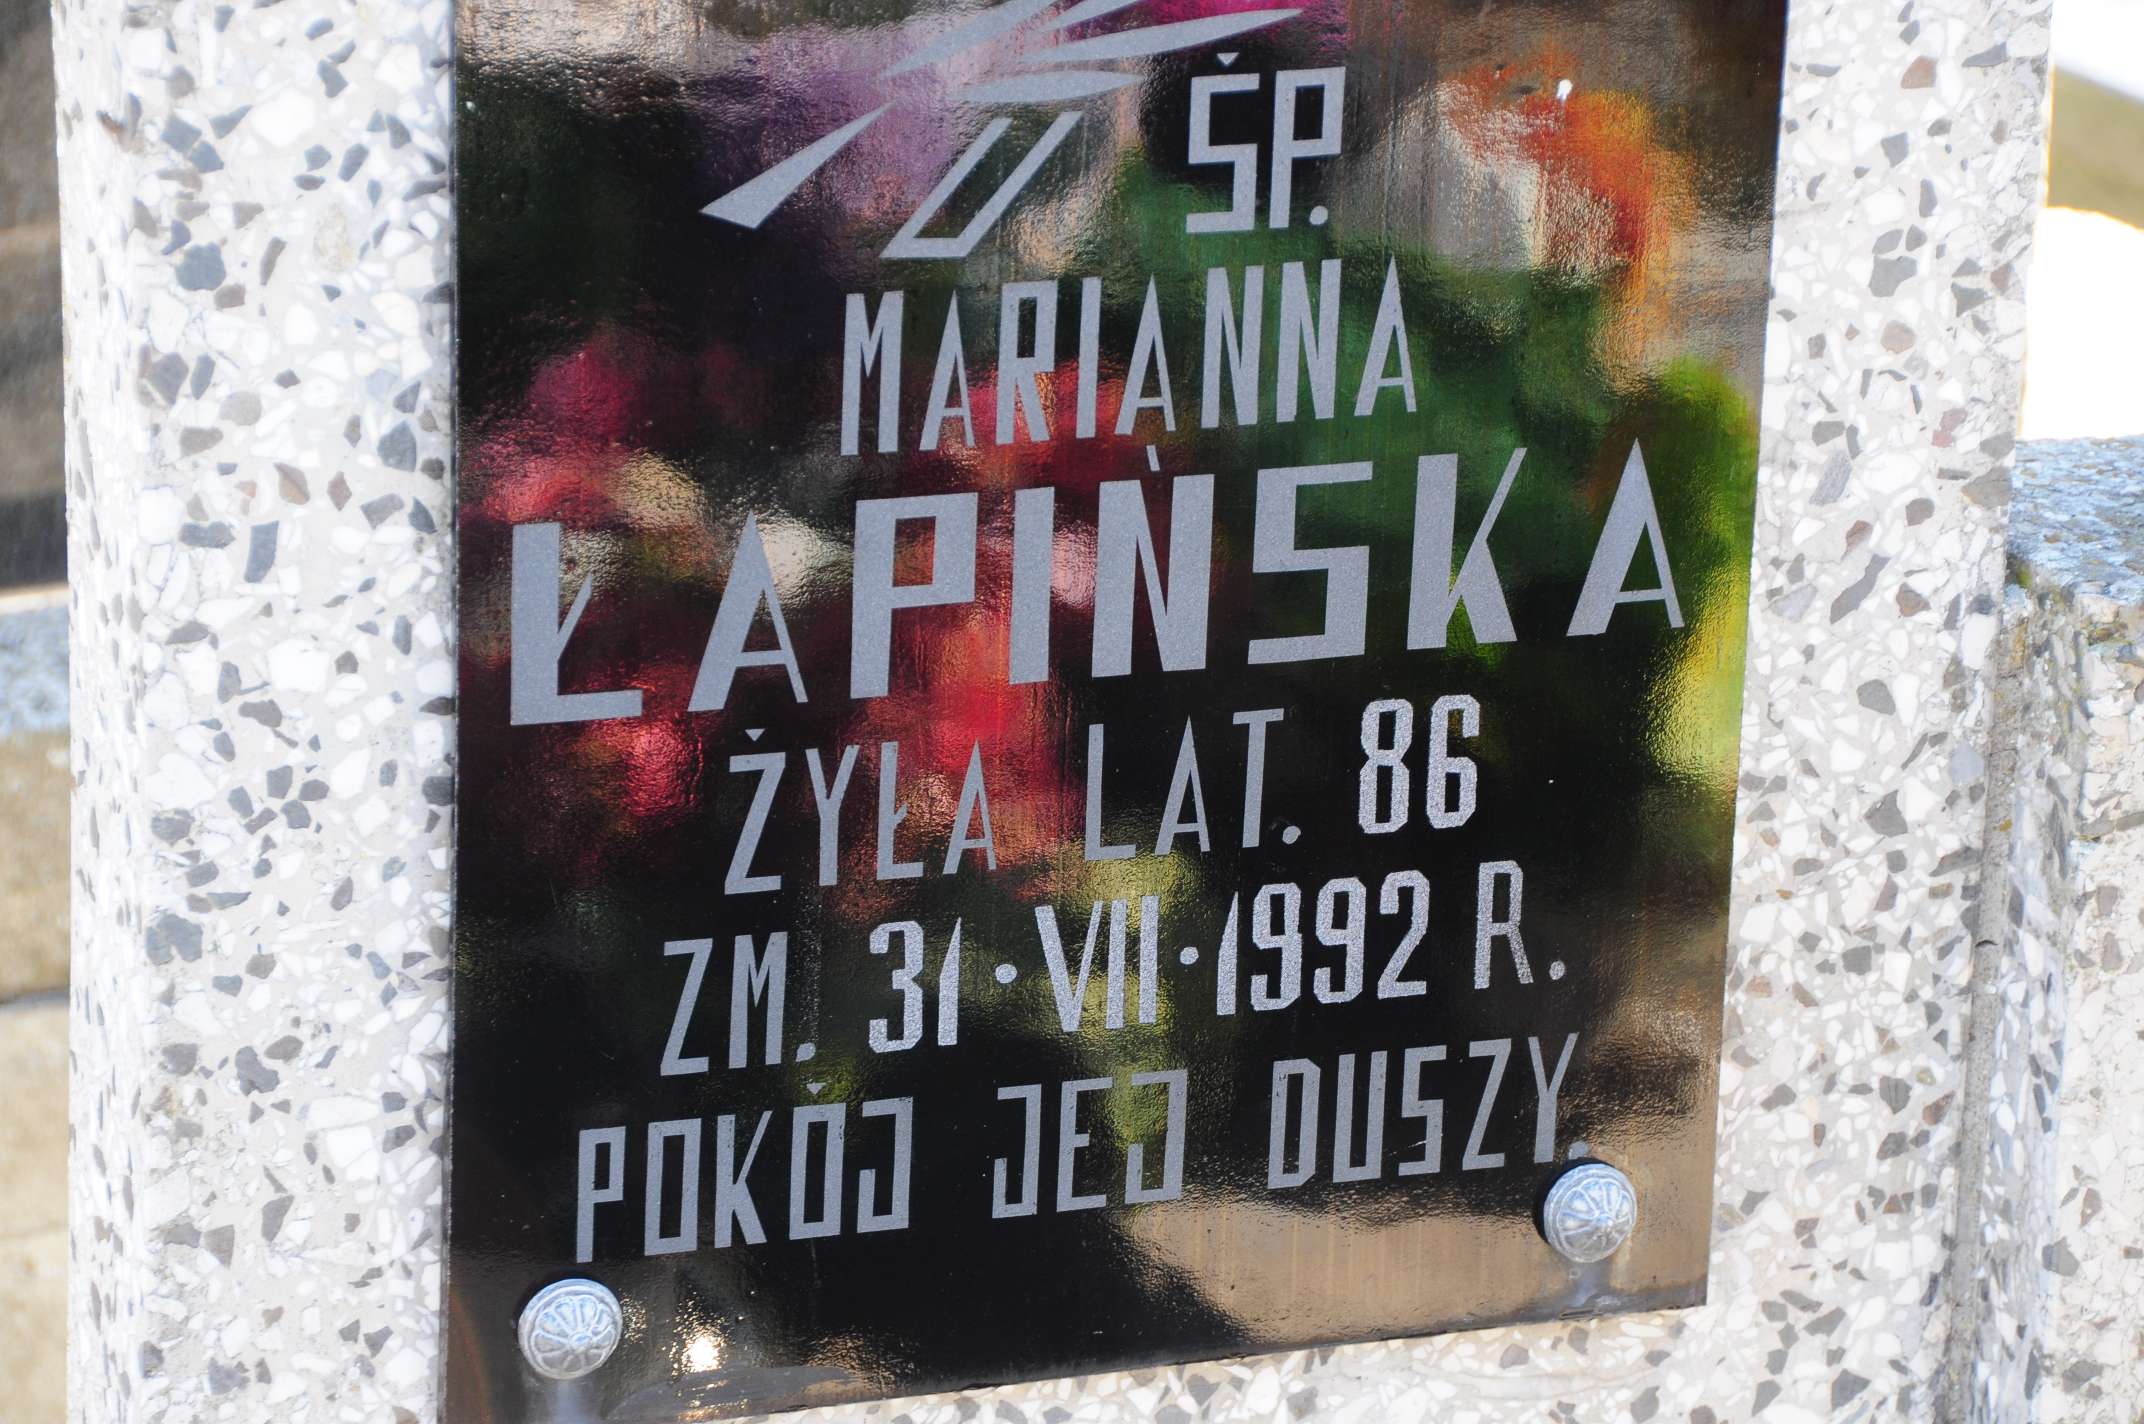 ŚP.
MARIANNA
ŁAPIŃSKA
ŻYŁA LAT. 86
ZM. 31·VII·1992 R.
POKÓJ JEJ DUSZY.